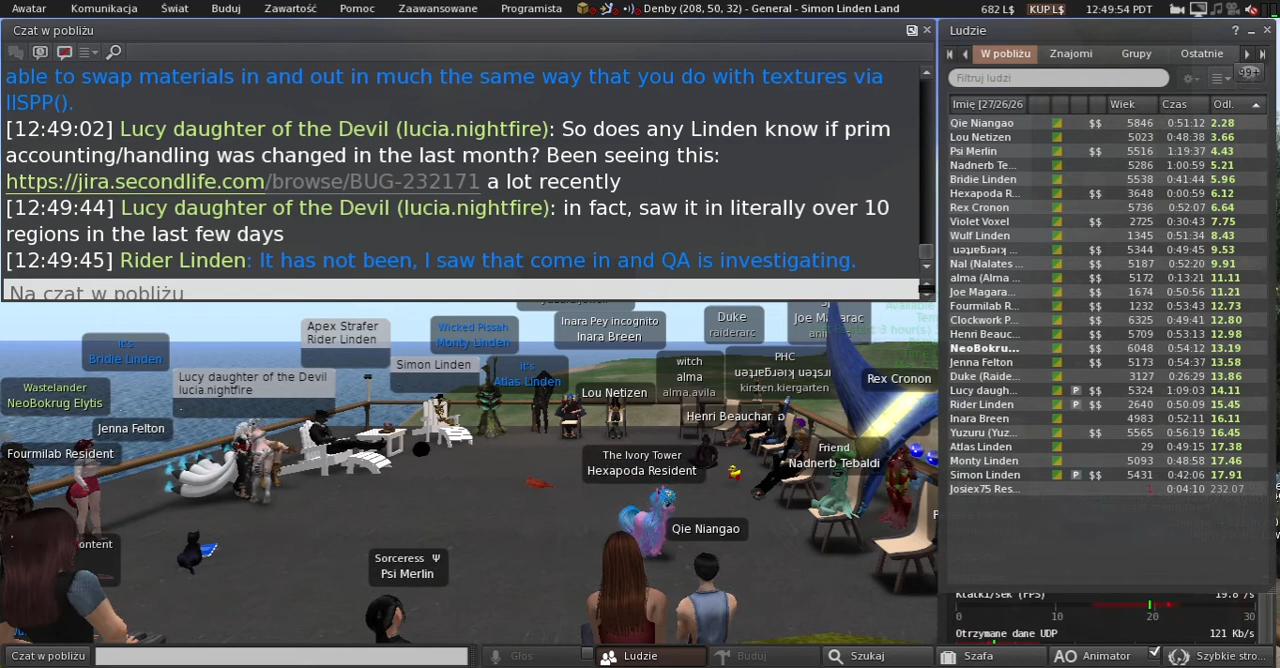 Awatar Komunikacja Świat Buduj Zawartość Pomoc Zaawansowane Programista Denby (208, 50, 32) - General - Simon Linden Land 682 L$ KUP L$ 12:49:54 PDT
Czat w pobliżu
able to swap materials in and out in much the same way that you do with textures via
llSPP().
[12:49:02] Lucy daughter of the Devil (lucia.nightfire): So does any Linden know if prim
accounting/handling was changed in the last month? Been seeing this:
https://jira.secondlife.com/browse/BUG-232171 a lot recently
[12:49:44] Lucy daughter of the Devil (lucia.nightfire): in fact, saw it in literally over 10
regions in the last few days
[12:49:45] Rider Linden: It has not been, I saw that come in and QA is investigating.
Na czat w pobliżu
Ludzie
W pobliżu Znajomi Grupy Ostatnie
Filtruj ludzi
99+
Imię [27/26/26 Wiek Czas Odl.
Qie Niangao $$ 5846 0:51:12 2.28
Lou Netizen 5023 0:48:38 3.66
Psi Merlin $$ 5516 1:19:37 4.43
Nadnerb Te... 5286 1:00:59 5.21
Bridie Linden 5538 0:41:44 5.96
Hexapoda R... $$ 3648 0:00:59 6.12
Rex Cronon 5736 0:52:07 6.64
Violet Voxel $$ 2725 0:30:43 7.75
Wulf Linden 1345 0:51:34 8.43
$$ 5344 0:49:45 9.53
Nal (Nalates... $$ 5187 0:52:20 9.91
alma (Alma ... $$ 5172 0:13:21 11.11
Joe Magara... $$ 1674 0:50:56 11.21
Fourmilab R... $$ 1232 0:53:43 12.73
Clockwork P... $$ 6325 0:49:41 12.80
Henri Beauc... $$ 5709 0:53:13 12.98
NeoBokru... $$ 6048 0:54:12 13.19
Jenna Felton $$ 5173 0:54:37 13.58
Duke (Raide... 3127 0:26:29 13.86
Lucy daugh... P $$ 5324 1:09:03 14.11
Rider Linden P $$ 2640 0:50:09 15.45
Inara Breen 4983 0:52:11 16.11
Yuzuru (Yuz... $$ 5565 0:56:19 16.45
Atlas Linden 29 0:49:15 17.38
Monty Linden 5093 0:48:58 17.46
Simon Linden P $$ 5431 0:42:06 17.91
Josiex75 Res... 1 0:04:10 232.07
Klatki/sek (FPS) 19.8 /s
0 10 20 30
Otrzymane dane UDP 121 Kb/s
It's
Bridie Linden
Apex Strafer
Rider Linden
Wicked Pissah
Monty Linden
Inara Pey incognito
Inara Breen
Duke
raiderarc
Joe Magarac
Wastelander
NeoBokrug Elytis
Lucy daughter of the Devil
lucia.nightfire
Simon Linden
It's
Atlas Linden
Lou Netizen
witch
alma
alma.avila
PHC
kirsten.kiergarten
Rex Cronon
Jenna Felton
Henri Beauchamp
Fourmilab Resident
The Ivory Tower
Hexapoda Resident
Friend
Nadnerb Tebaldi
Qie Niangao
Sorceress Ψ
Psi Merlin
Czat w pobliżu Głos Ludzie Buduj Szukaj Szafa AO Animator Szybkie stro...